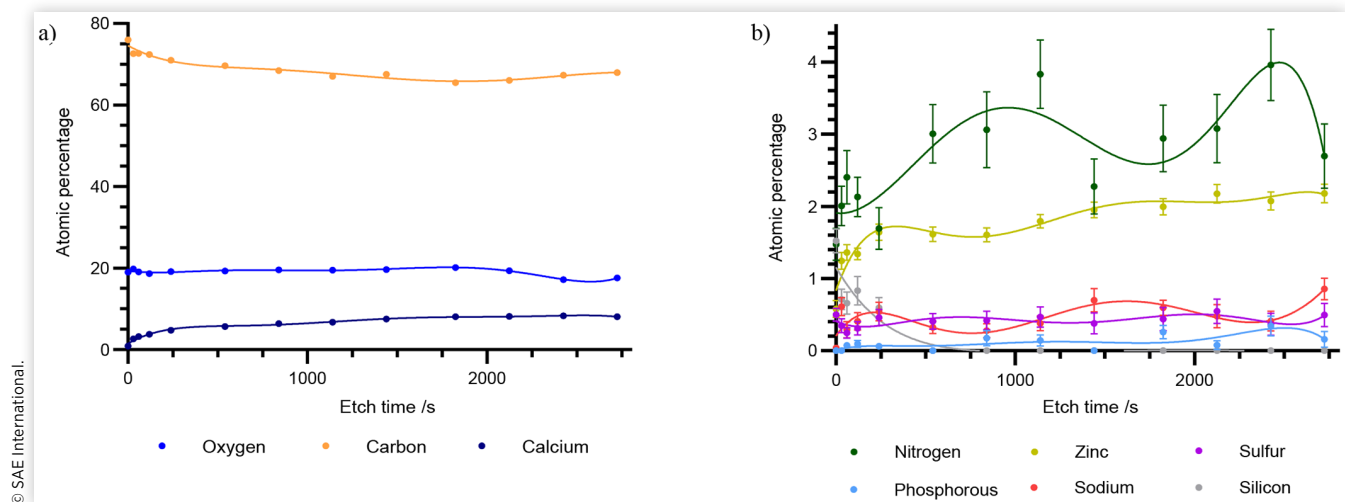 a)
80
60
40
20
0
Atomic percentage
0
1000
2000
Etch time /s
Oxygen
Carbon
Calcium
b)
4
3
2
1
0
Atomic percentage
0
1000
2000
Etch time /s
Nitrogen
Zinc
Sulfur
Phosphorous
Sodium
Silicon
© SAE International.